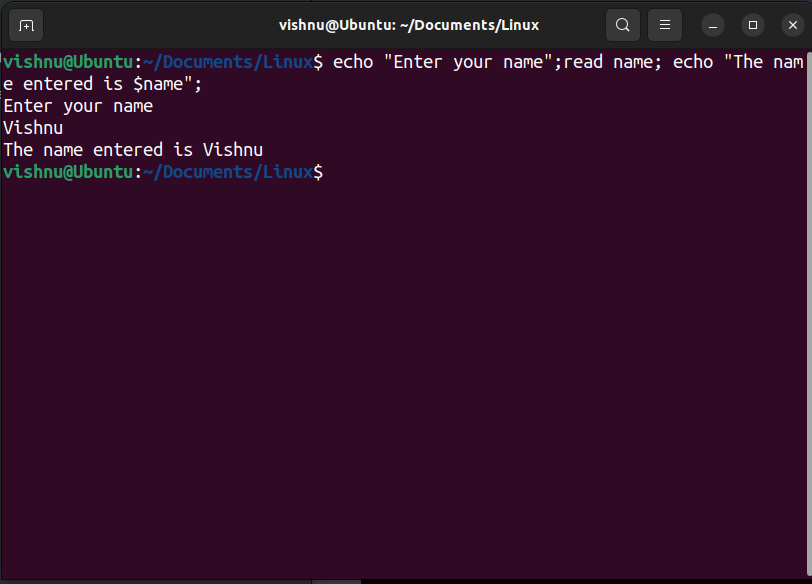 vishnu@Ubuntu: ~/Documents/Linux
vishnu@Ubuntu:~/Documents/Linux$ echo "Enter your name";read name; echo "The nam
e entered is $name";
Enter your name
Vishnu
The name entered is Vishnu
vishnu@Ubuntu:~/Documents/Linux$